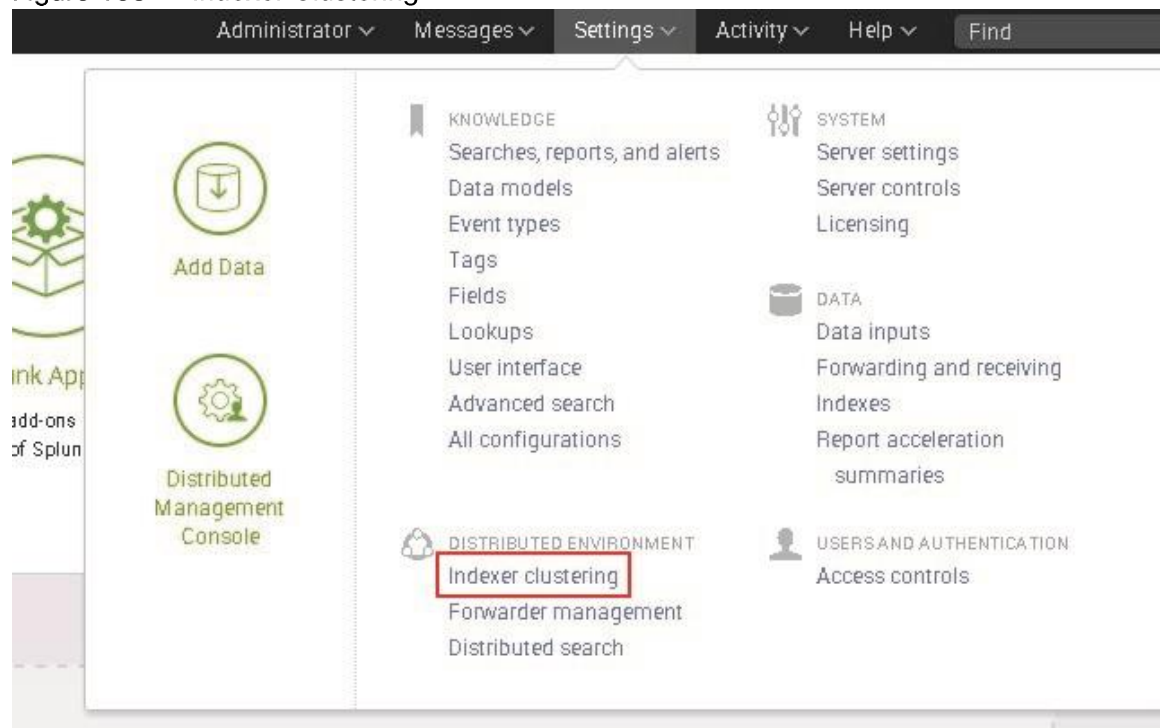 Administrator Messages Settings Activity Help Find
Add Data
Distributed
Management
Console
KNOWLEDGE
Searches, reports, and alerts
Data models
Event types
Tags
Fields
Lookups
User interface
Advanced search
All configurations
DISTRIBUTED ENVIRONMENT
Indexer clustering
Forwarder management
Distributed search
SYSTEM
Server settings
Server controls
Licensing
DATA
Data inputs
Forwarding and receiving
Indexes
Report acceleration
summaries
USERS AND AUTHENTICATION
Access controls
add-ons
of